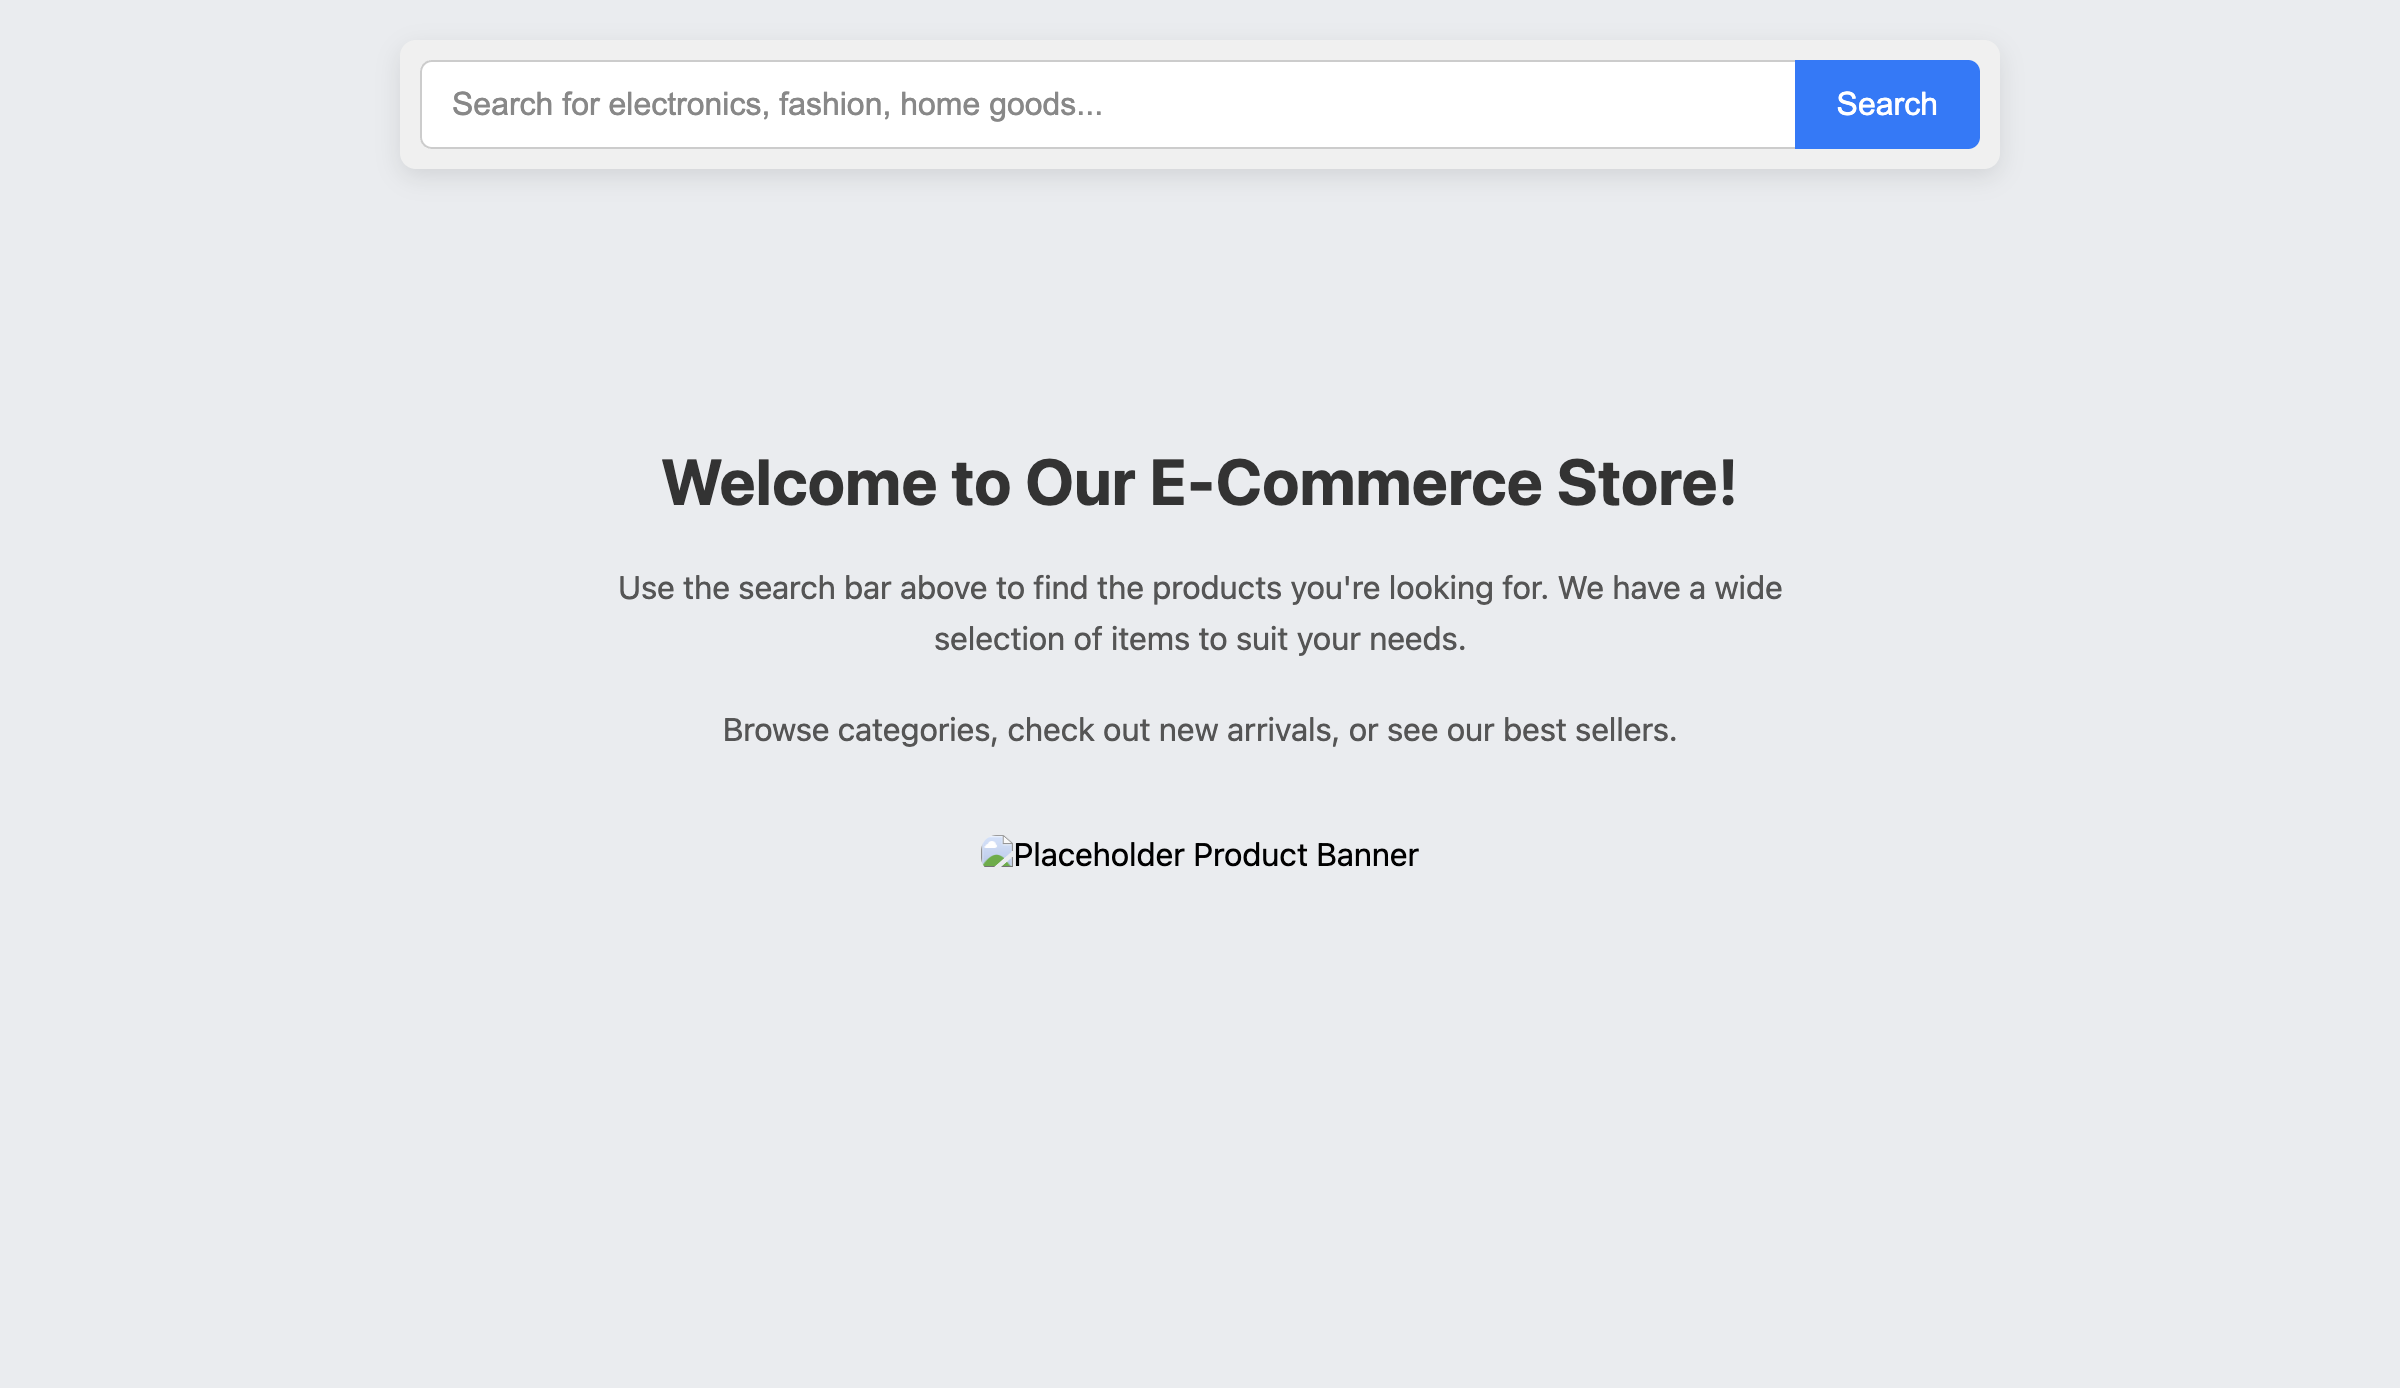 Search for electronics, fashion, home goods...
Search
Welcome to Our E-Commerce Store!
Use the search bar above to find the products you're looking for. We have a wide
selection of items to suit your needs.
Browse categories, check out new arrivals, or see our best sellers.
Placeholder Product Banner